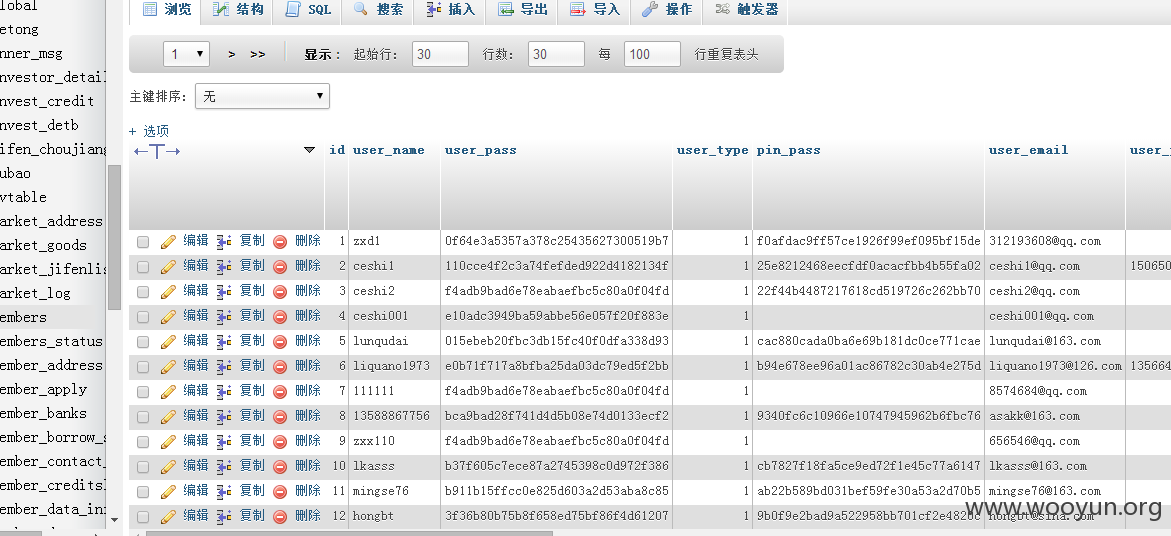 浏览 结构 SQL 搜索 插入 导出 导入 操作 触发器
1 > >> 显示： 起始行: 30 行数: 30 每 100 行重复表头
主键排序: 无
+ 选项
←T→ id user_name user_pass user_type pin_pass user_email
编辑 复制 删除 1 zxd1 0f64e3a5357a378c25435627300519b7 1 f0afdac9ff57ce1926f99ef095bf15de 312193608@qq.com
编辑 复制 删除 2 ceshi1 110cce4f2c3a74fefded922d4182134f 1 25e8212468eecfdf0acacfbb4b55fa02 ceshi1@qq.com 150650
编辑 复制 删除 3 ceshi2 f4adb9bad6e78eabaefbc5c80a0f04fd 1 22f44b4487217618cd519726c262bb70 ceshi2@qq.com
编辑 复制 删除 4 ceshi001 e10adc3949ba59abbe56e057f20f883e 1 ceshi001@qq.com
编辑 复制 删除 5 lunqudai 015ebeb20fbc3db15fc40f0dfa338d93 1 cac880cada0ba6e69b181dc0ce771cae lunqudai@163.com
编辑 复制 删除 6 liquano1973 e0b71f717a8bfba25da03dc79ed5f2bb 1 b94e678ee96a01ac86782c30ab4e275d liquano1973@126.com 135664
编辑 复制 删除 7 111111 f4adb9bad6e78eabaefbc5c80a0f04fd 1 8574684@qq.com
编辑 复制 删除 8 13588867756 bca9bad28f741d4d5b08e74d0133ecf2 1 9340fc6c10966e10747945962b6fbc76 asakk@163.com
编辑 复制 删除 9 zxx110 f4adb9bad6e78eabaefbc5c80a0f04fd 1 656546@qq.com
编辑 复制 删除 10 lkasss b37f605c7ece87a2745398c0d972f386 1 cb7827f18fa5ce9ed72f1e45c77a6147 lkasss@163.com
编辑 复制 删除 11 mingse76 b911b15ffcc0e825d603a2d53aba8c85 1 ab22b589bd031bef59fe30a53a2d70b5 mingse76@163.com
编辑 复制 删除 12 hongbt 3f36b80b75b8f658ed75bf86f4d61207 1 hongbt@sina.com
lobal
etong
nner_msg
nvestor_detail
nvest_credit
nvest_detb
ifen_choujiang
ubao
vtable
arket_address
arket_goods
arket_jifenlis
arket_log
embers
embers_status
ember_address
ember_apply
ember_banks
ember_borrow_s
ember_contact_
ember_creditsl
ember_data_in
www.wooyun.org